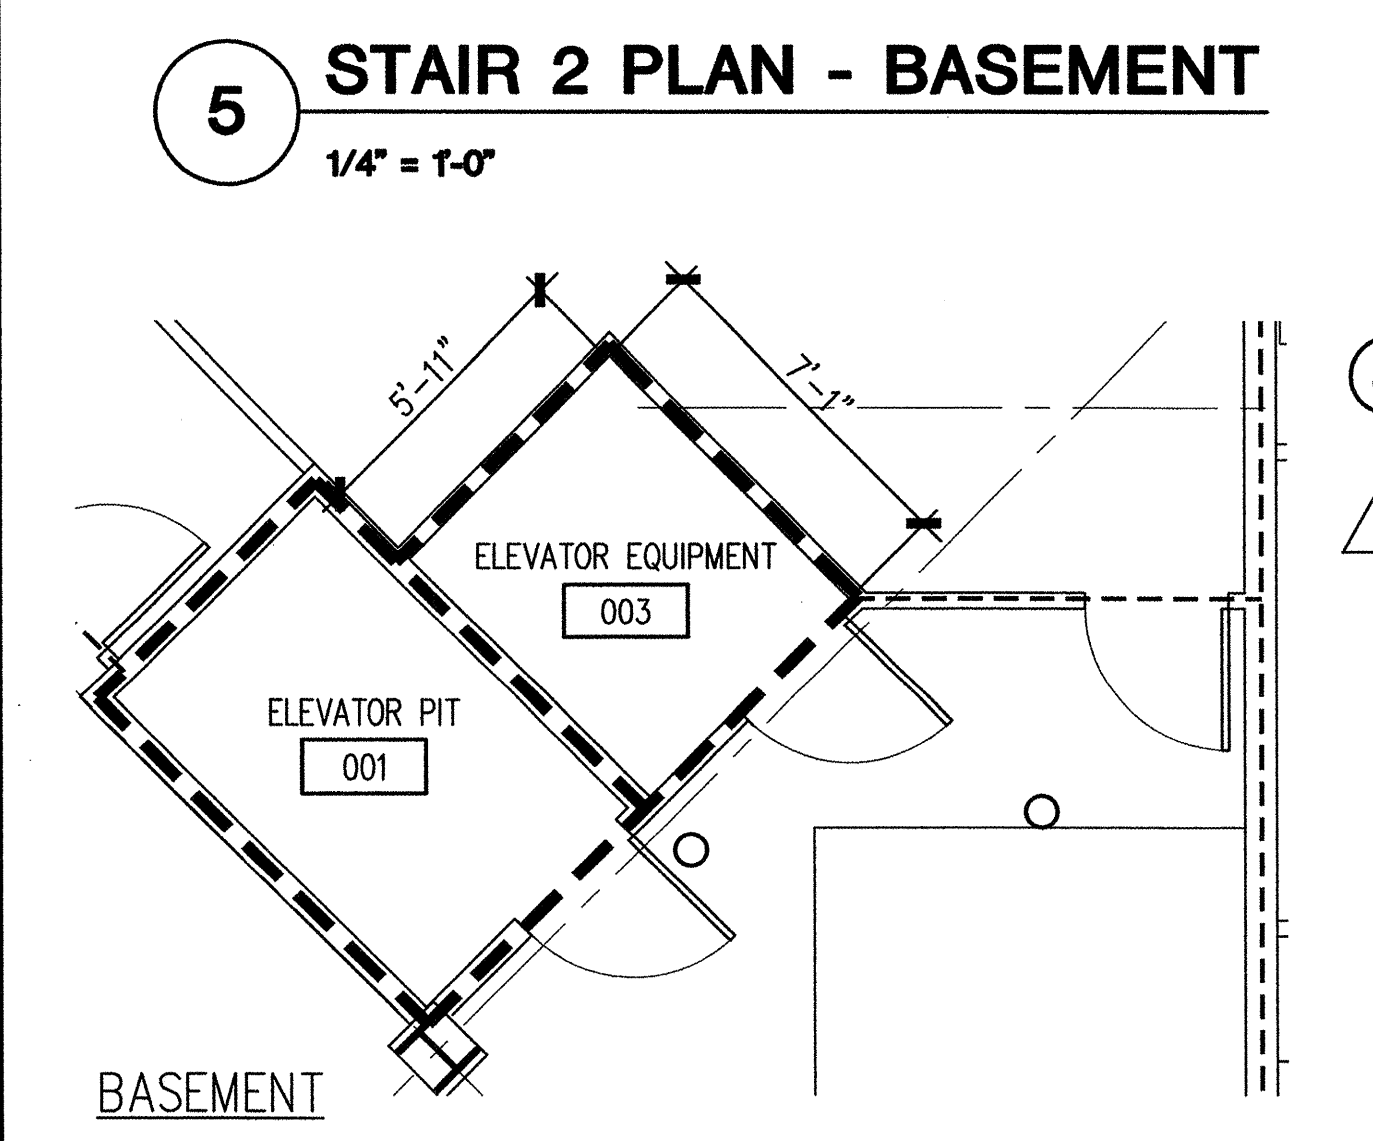 5
STAIR 2 PLAN - BASEMENT
1/4" = 1'-0"
5'-11"
7'-1"
ELEVATOR EQUIPMENT
003
ELEVATOR PIT
001
BASEMENT